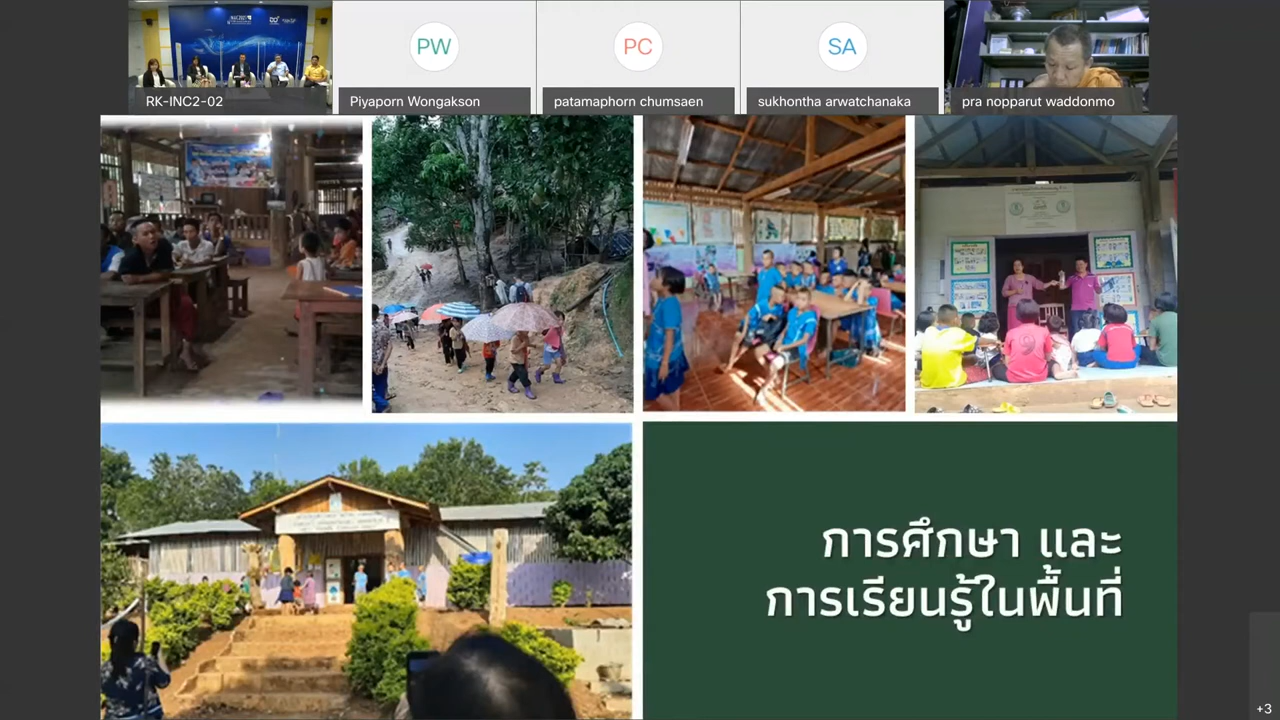 PW
PC
SA
RK-INC2-02
Piyaporn Wongakson
patamaphorn chumsaen
sukhontha arwatchanaka
pra nopparut waddonmo
9
การศึกษา และ
การเรียนรู้ในพื้นที่
+3